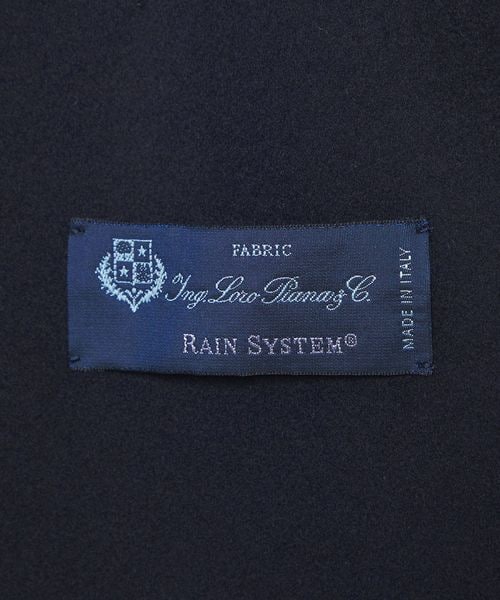 FABRIC
Ing. Loro Piana & C.
RAIN SYSTEM®
MADE IN ITALY